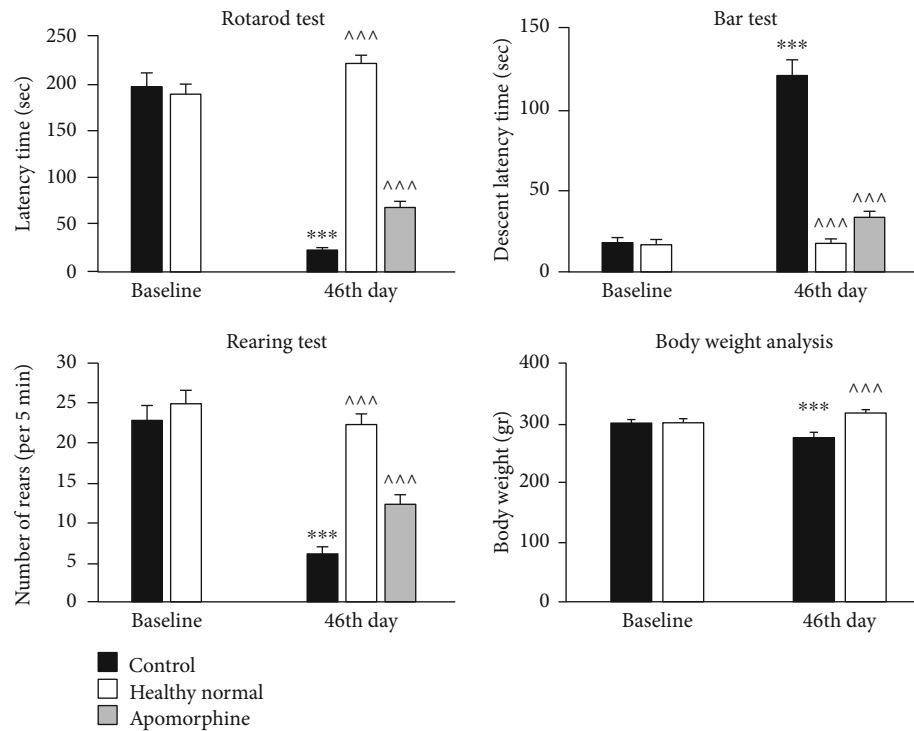 Rotarod test
Latency time (sec)
250
200
150
100
50
0
***
^^^
^^^
Baseline
46th day
Bar test
Descent latency time (sec)
150
100
50
0
***
^^^
^^^
Baseline
46th day
Rearing test
Number of rears (per 5 min)
30
25
20
15
10
5
0
***
^^^
^^^
Baseline
46th day
Body weight analysis
Body weight (gr)
400
300
200
100
0
***
^^^
Baseline
46th day
Control
Healthy normal
Apomorphine